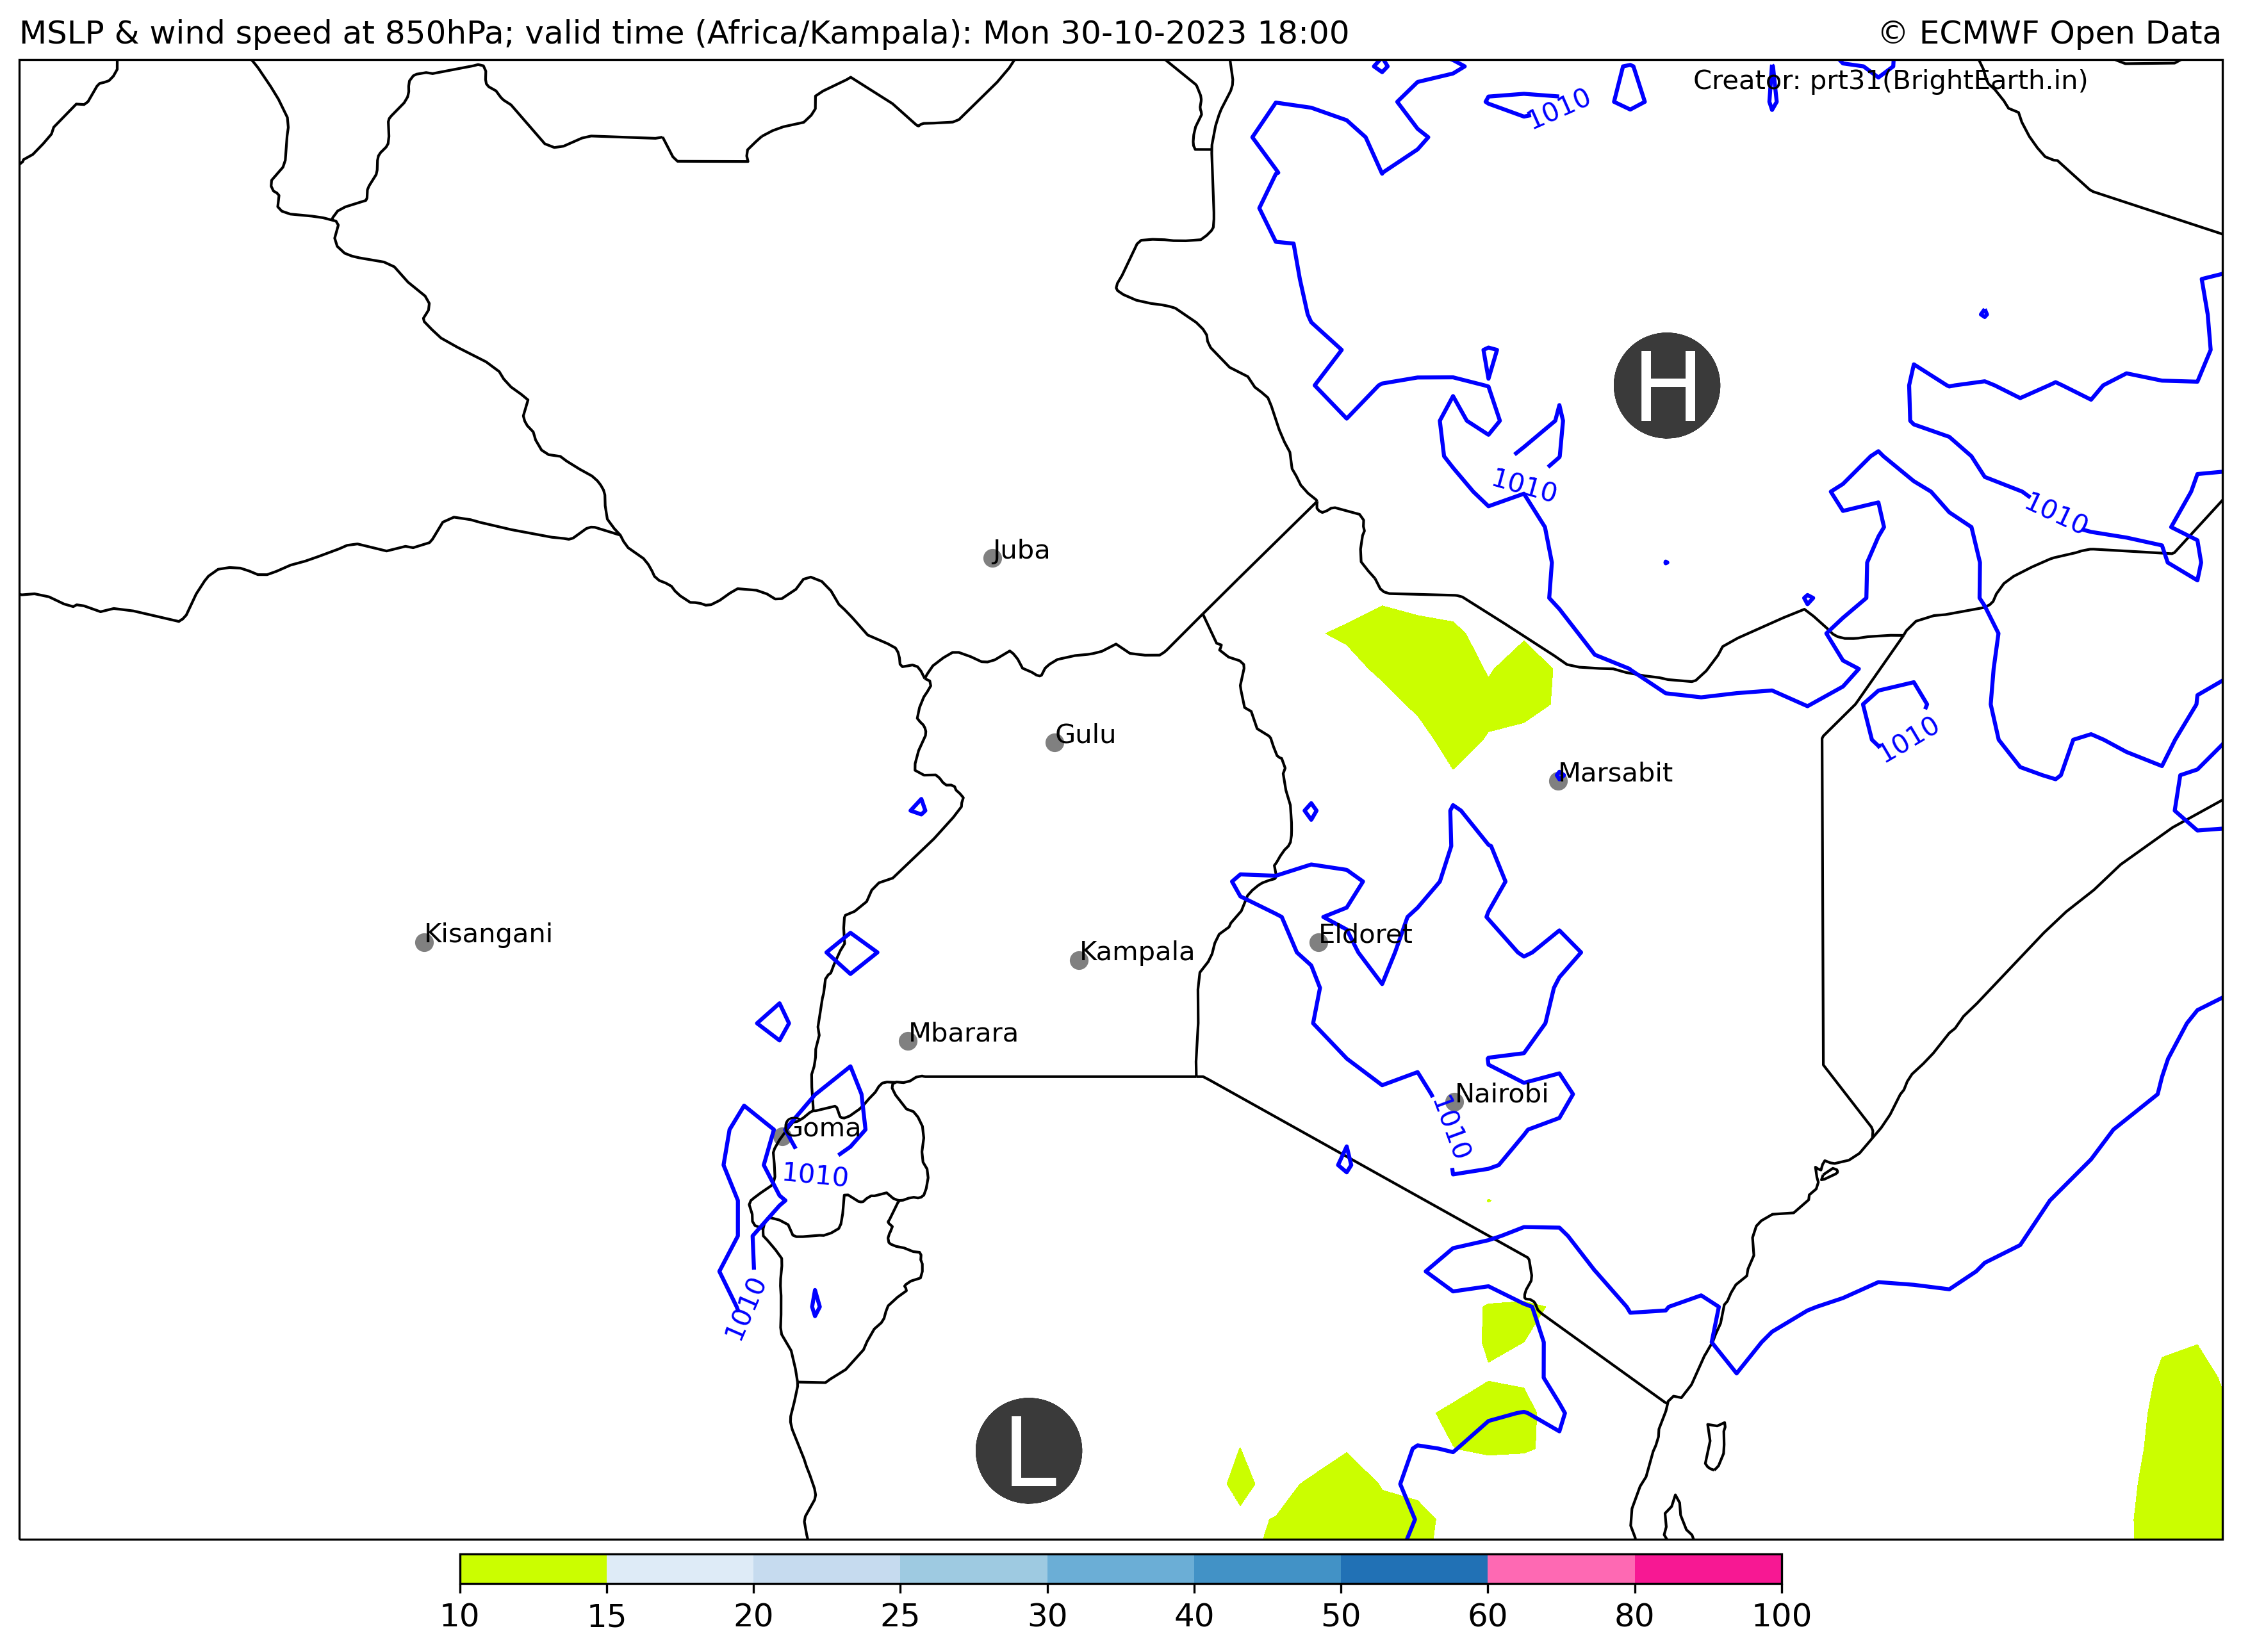 MSLP & wind speed at 850hPa; valid time (Africa/Kampala): Mon 30-10-2023 18:00
© ECMWF Open Data
Creator: prt31(BrightEarth.in)
1010
H
1010
1010
Juba
Gulu
1010
Marsabit
Kisangani
Eldoret
Kampala
Mbarara
Nairobi
1010
Goma
1010
1010
L
10 15 20 25 30 40 50 60 80 100